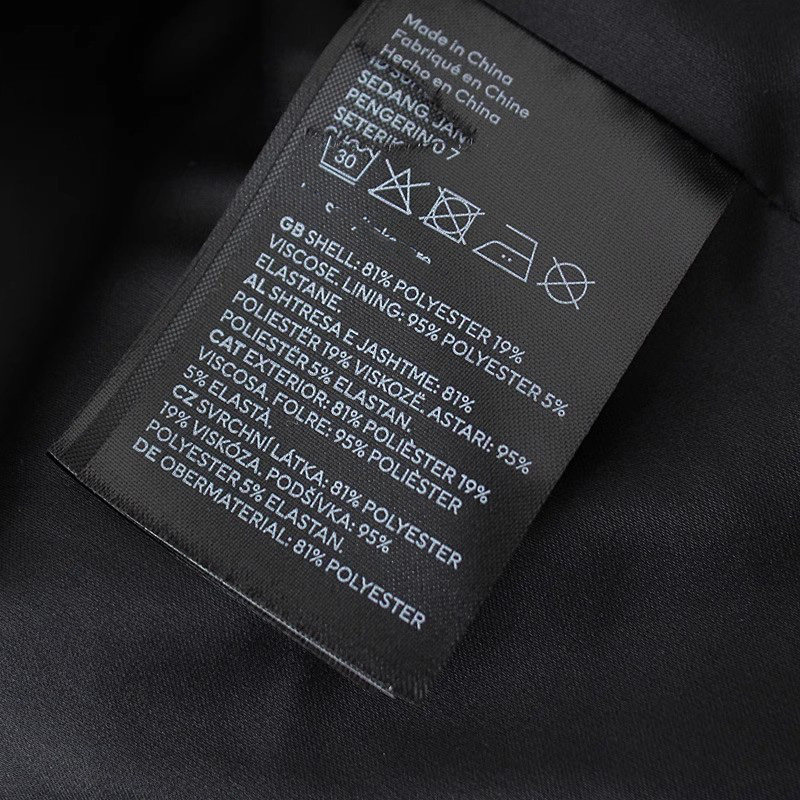 Made in China
Fabriqué en Chine
Hecho en China
SEDANG
PENGERING 7
30
GB SHELL: 81% POLYESTER 19%
VISCOSE. LINING: 95% POLYESTER 5%
ELASTANE.
AL SHTRESA E JASHTME: 81%
POLIESTËR 19% VISKOZË. ASTARI: 95%
POLIESTËR 5% ELASTAN.
CAT EXTERIOR: 81% POLIÈSTER 19%
VISCOSA. FOLRE: 95% POLIÈSTER
5% ELASTÀ.
CZ SVRCHNÍ LÁTKA: 81% POLYESTER
19% VISKÓZA. PODŠÍVKA: 95%
POLYESTER 5% ELASTAN.
DE OBERMATERIAL: 81% POLYESTER